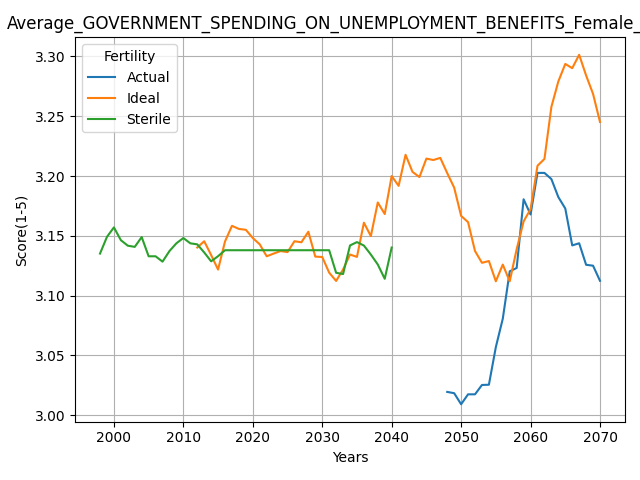 Average_GOVERNMENT_SPENDING_ON_UNEMPLOYMENT_BENEFITS_Female_
Fertility
Actual
Ideal
Sterile
3.30
3.25
3.20
3.15
3.10
3.05
3.00
Score(1-5)
2000 2010 2020 2030 2040 2050 2060 2070
Years